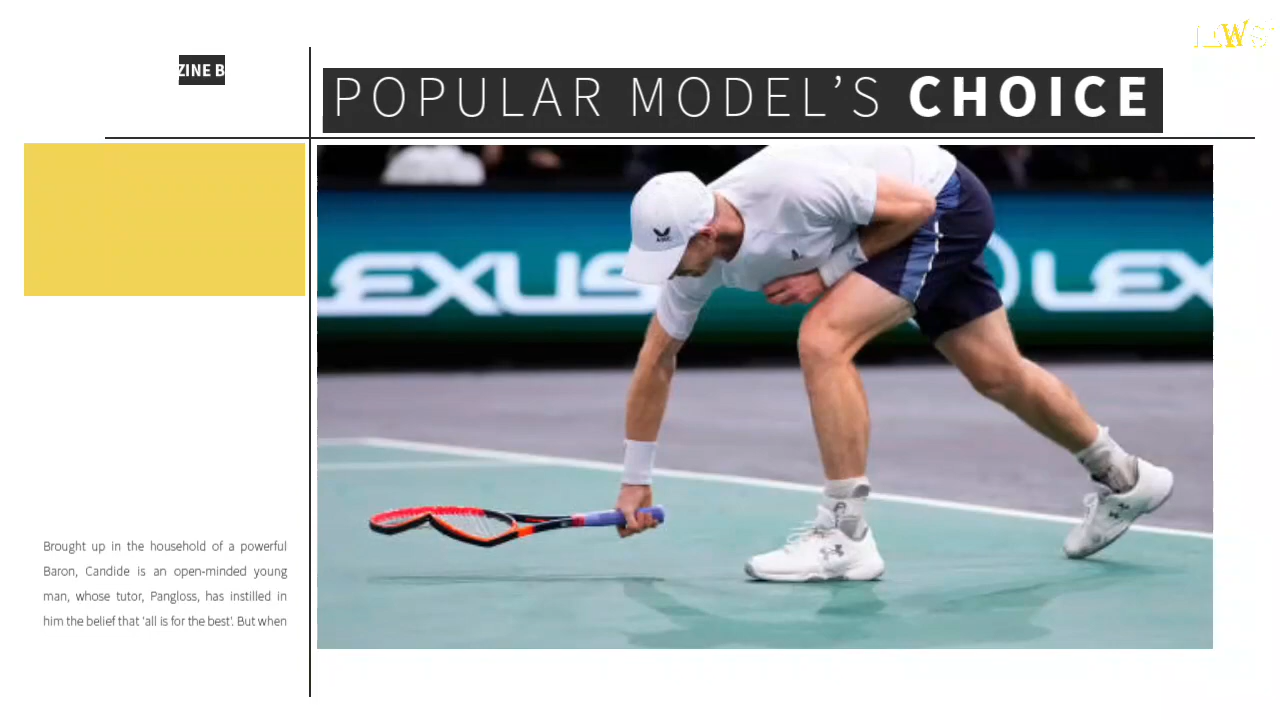 ZINE B
POPULAR MODEL’S CHOICE
LEXUS
LEX
Brought up in the household of a powerful
Baron, Candide is an open-minded young
man, whose tutor, Pangloss, has instilled in
him the belief that ‘all is for the best’. But when